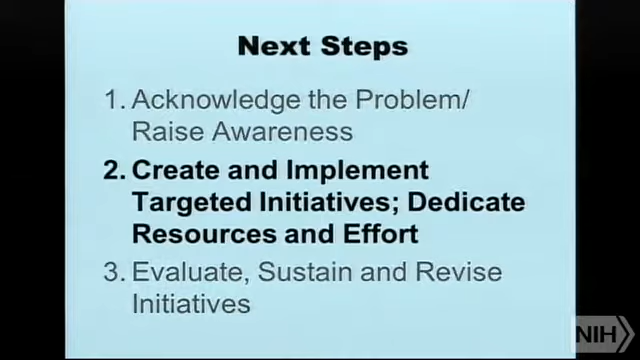 Next Steps
1. Acknowledge the Problem/
Raise Awareness
2. Create and Implement
Targeted Initiatives; Dedicate
Resources and Effort
3. Evaluate, Sustain and Revise
Initiatives
NIH